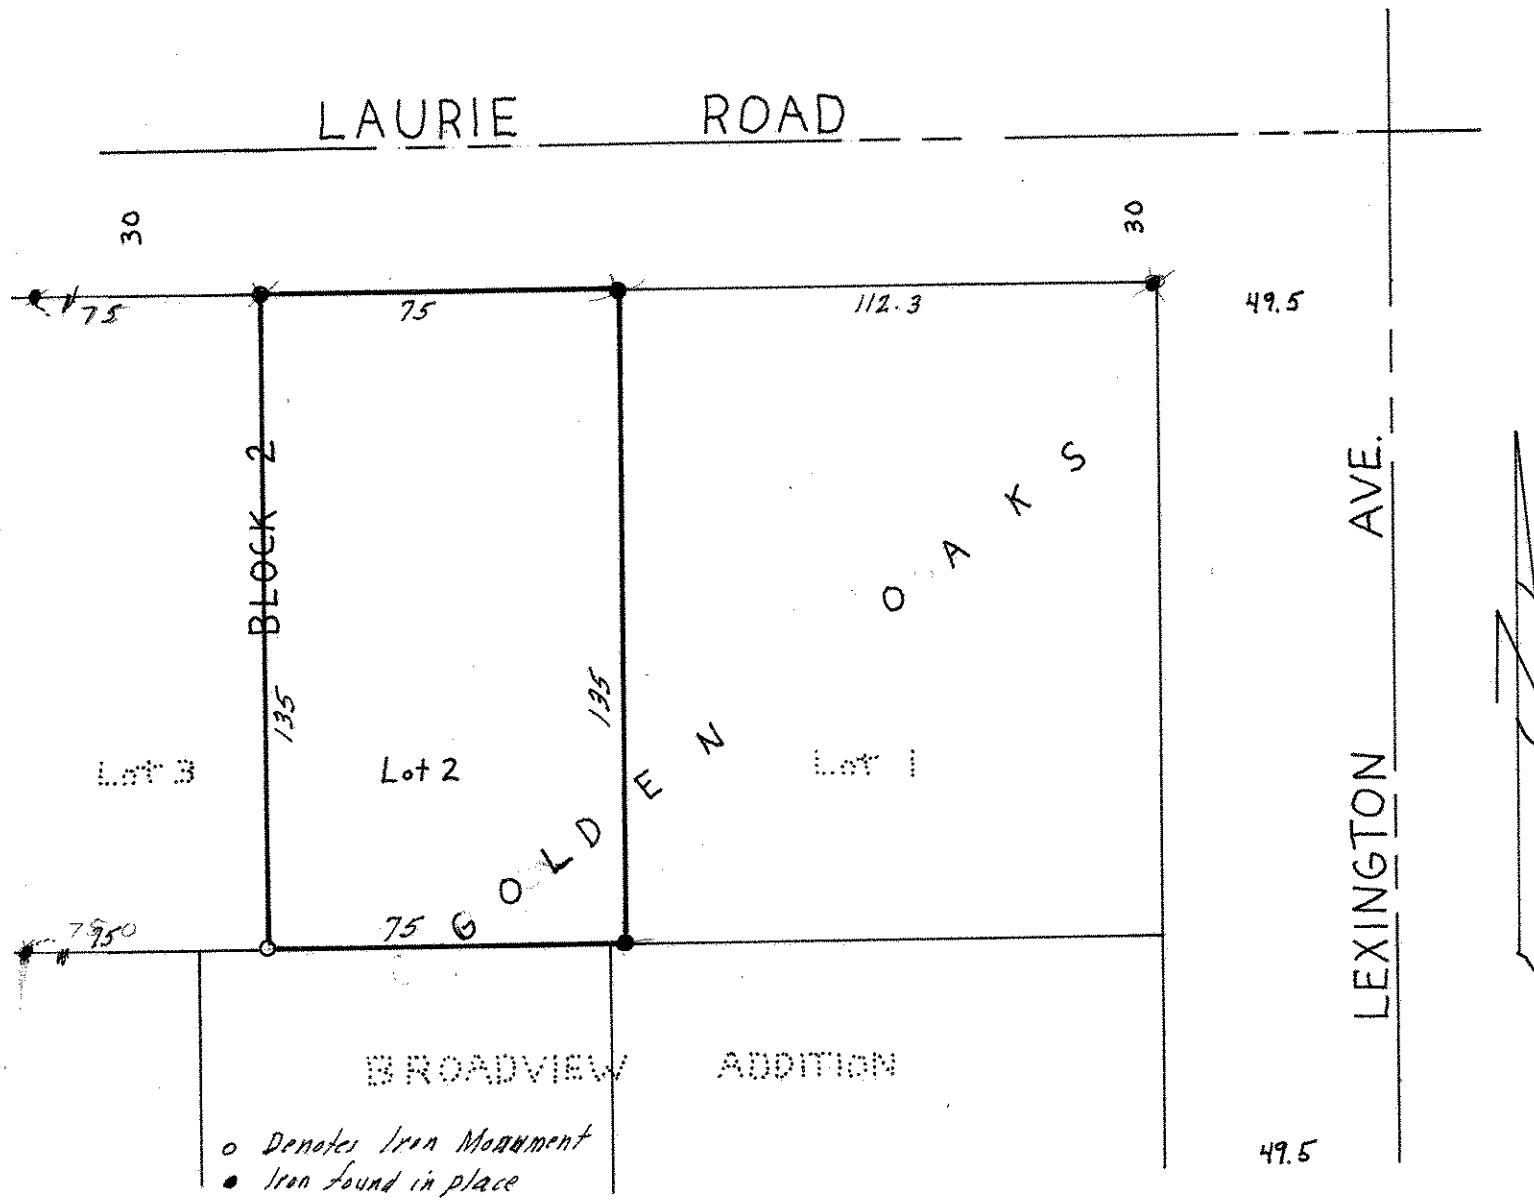 LAURIE ROAD
30
30
75
75
112.3
49.5
BLOCK 2
GOLDEN OAKS
AVE.
LEXINGTON
135
135
Lot 3
Lot 2
Lot 1
75
N
BROADVIEW ADDITION
o Denotes Iron Monument
● Iron found in place
49.5